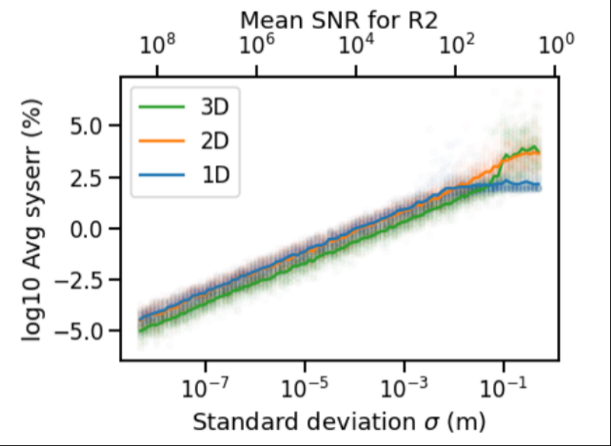 Mean SNR for R2
10⁸ 10⁶ 10⁴ 10² 10⁰
log10 Avg syserr (%)
5.0
2.5
0.0
−2.5
−5.0
3D
2D
1D
10⁻⁷ 10⁻⁵ 10⁻³ 10⁻¹
Standard deviation σ (m)